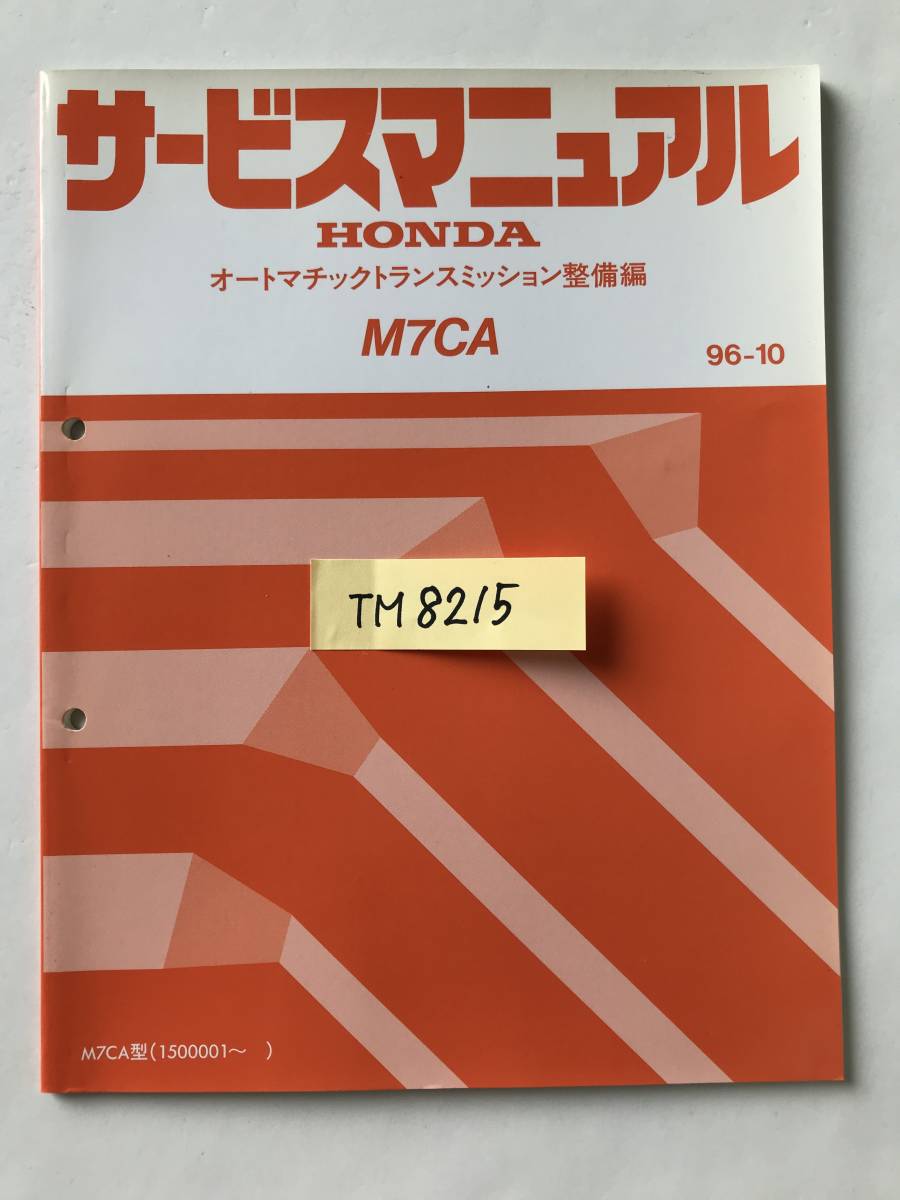 サービスマニュアル
HONDA
オートマチックトランスミッション整備編
M7CA
96-10
TM8215
M7CA型(1500001～　)